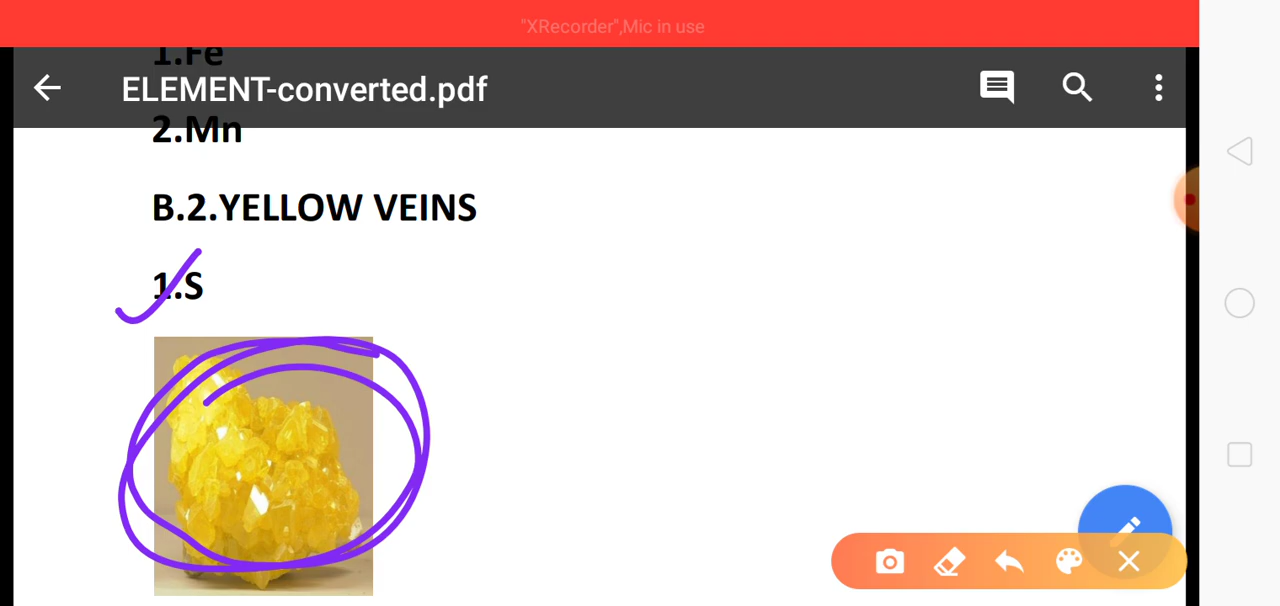 "XRecorder",Mic in use
1.Fe
ELEMENT-converted.pdf
2.Mn
B.2.YELLOW VEINS
1.S